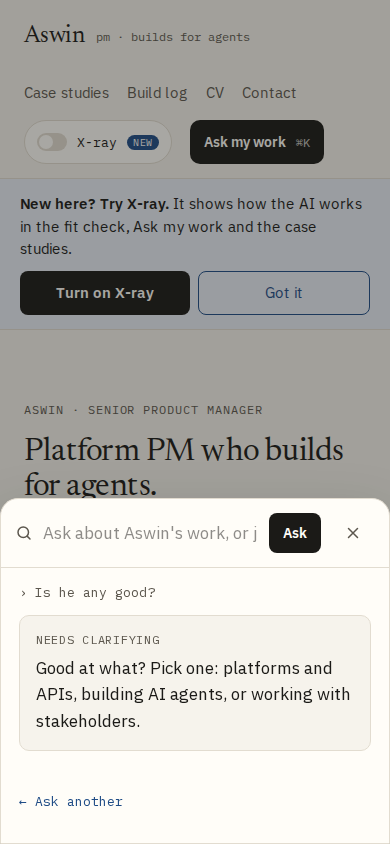 Aswin pm · builds for agents
Case studies Build log CV Contact
X-ray NEW Ask my work ⌘K
New here? Try X-ray. It shows how the AI works
in the fit check, Ask my work and the case
studies.
Turn on X-ray Got it
ASWIN · SENIOR PRODUCT MANAGER
Platform PM who builds
for agents.
Ask about Aswin's work, or j Ask ×
› Is he any good?
NEEDS CLARIFYING
Good at what? Pick one: platforms and
APIs, building AI agents, or working with
stakeholders.
← Ask another